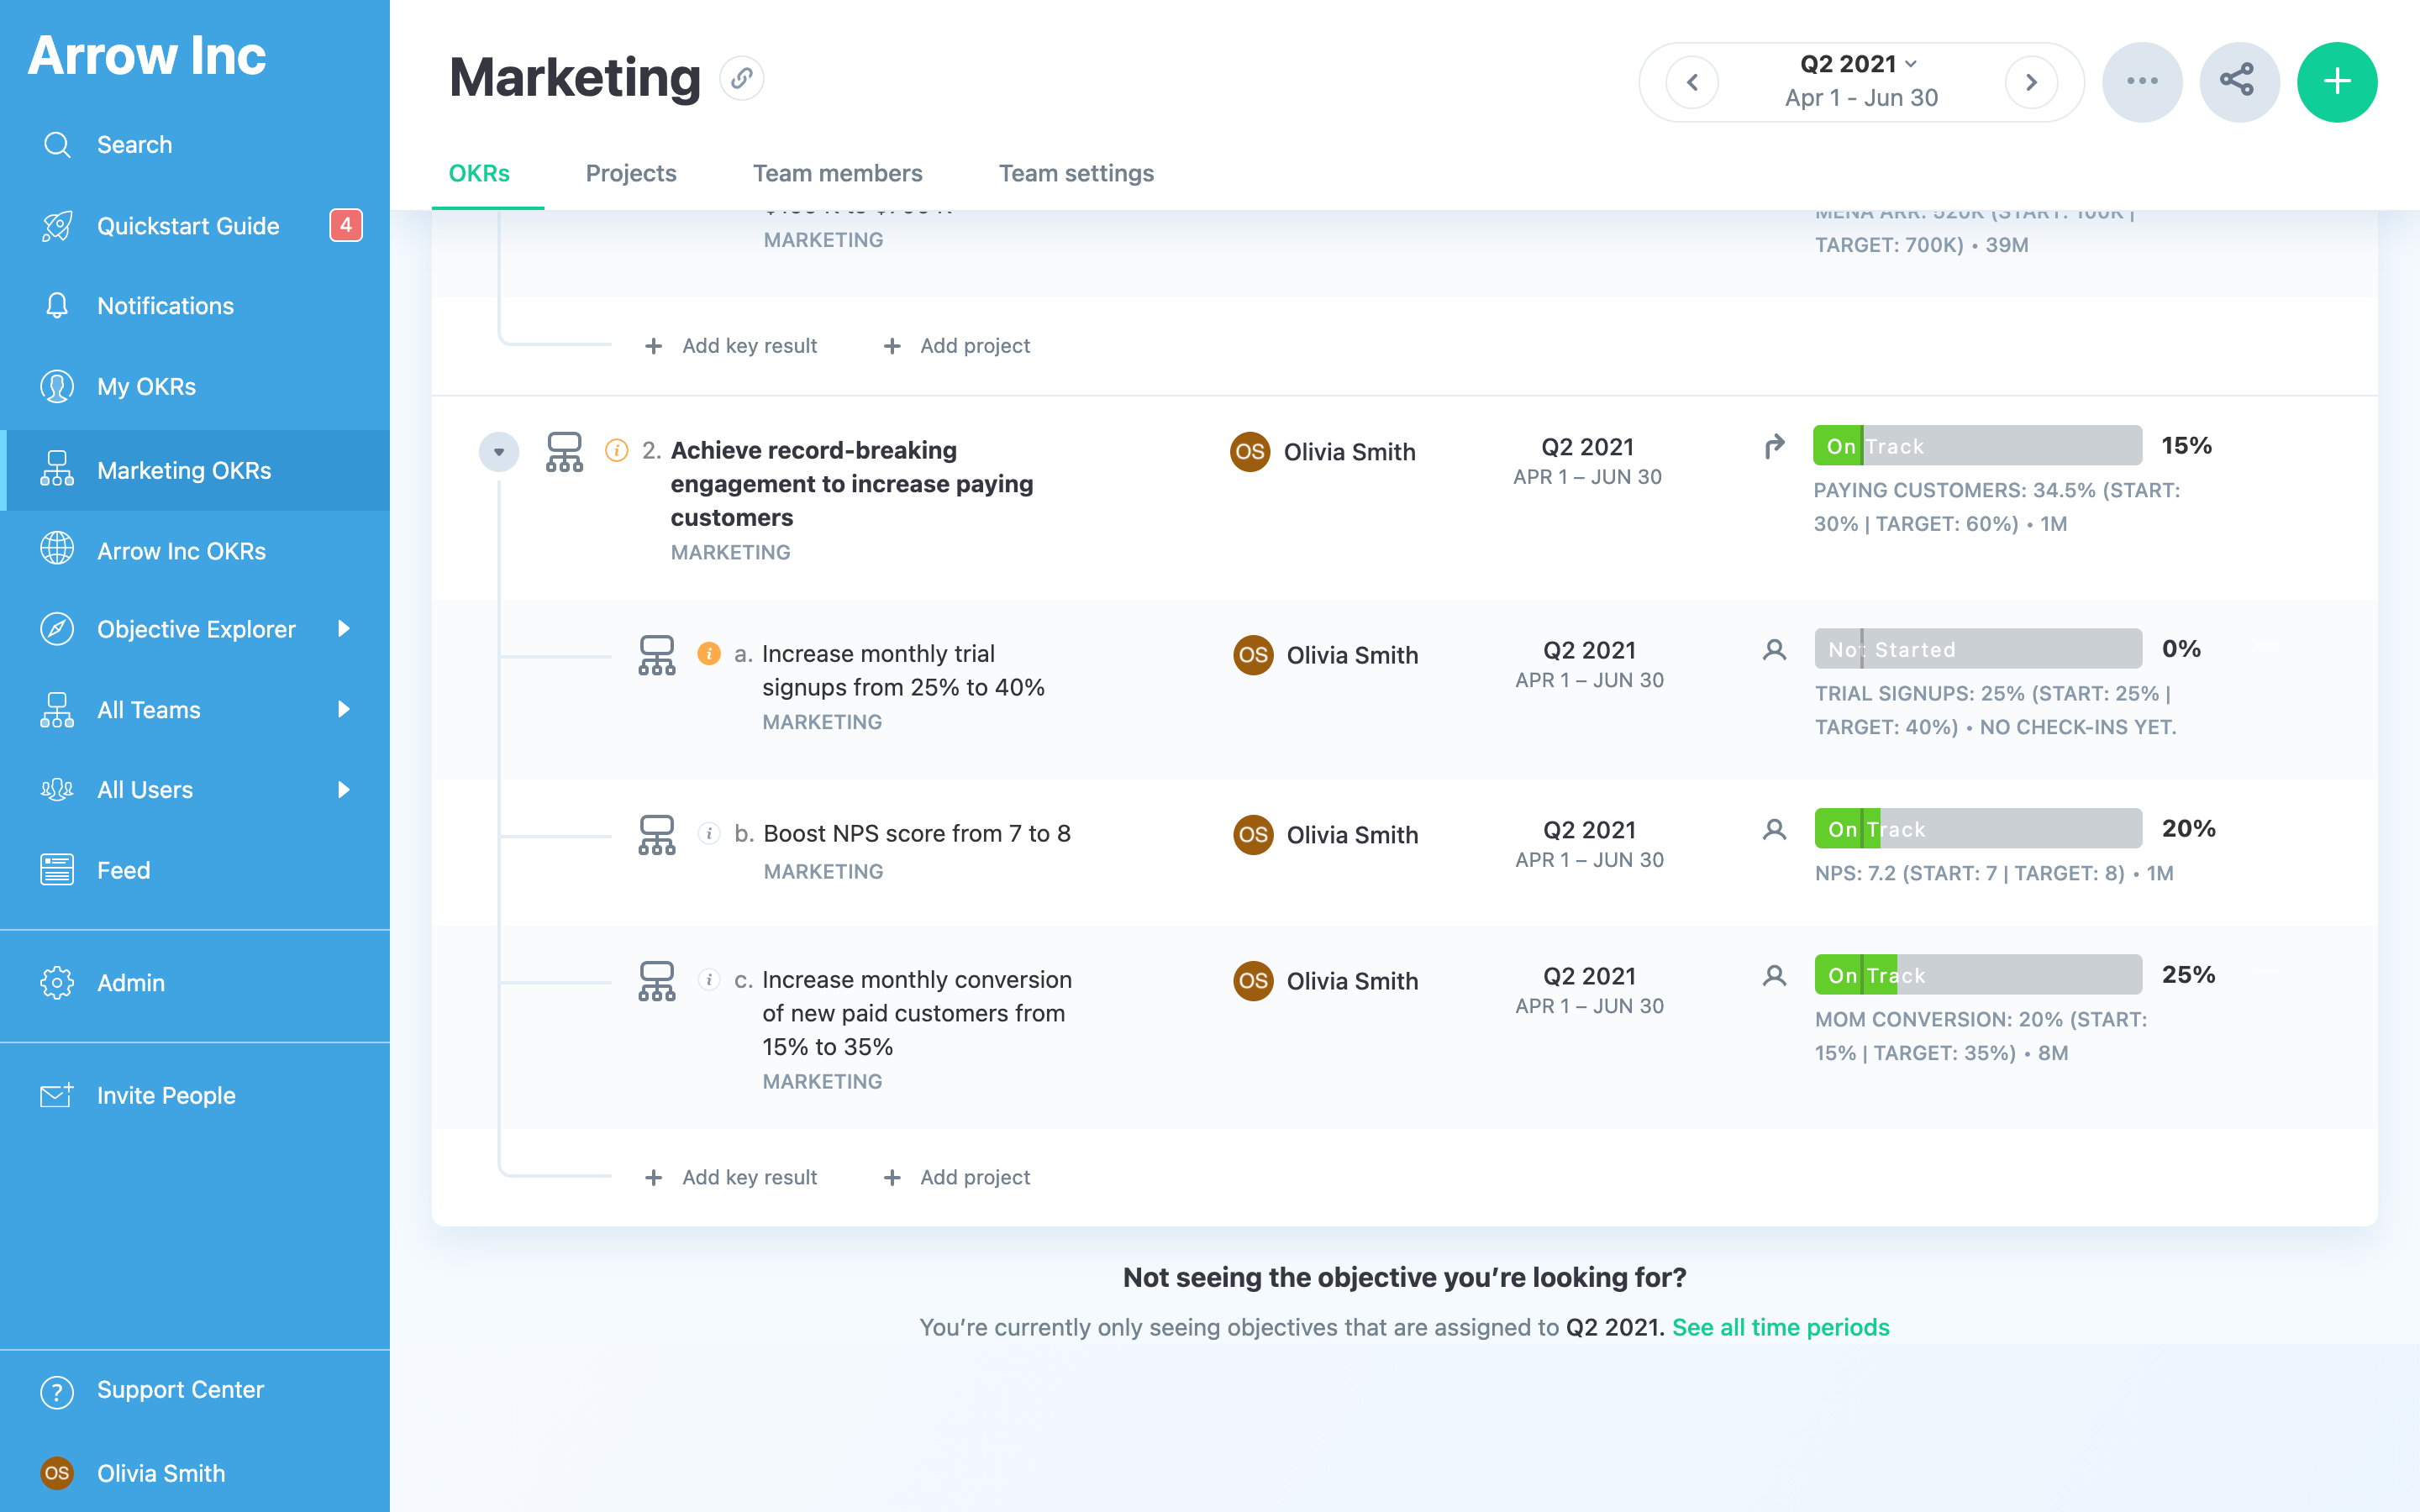 Arrow Inc
Search
Quickstart Guide
4
Notifications
My OKRs
Marketing OKRs
Arrow Inc OKRs
Objective Explorer
All Teams
All Users
Feed
Admin
Invite People
Support Center
OS Olivia Smith
Marketing
Q2 2021
Apr 1 - Jun 30
OKRs
Projects
Team members
Team settings
MARKETING
MENA ARR: 520K (START: 100K |
TARGET: 700K) • 39M
Add key result
Add project
2. Achieve record-breaking
engagement to increase paying
customers
MARKETING
OS Olivia Smith
Q2 2021
APR 1 – JUN 30
On Track
15%
PAYING CUSTOMERS: 34.5% (START:
30% | TARGET: 60%) • 1M
a. Increase monthly trial
signups from 25% to 40%
MARKETING
OS Olivia Smith
Q2 2021
APR 1 – JUN 30
Not Started
0%
TRIAL SIGNUPS: 25% (START: 25% |
TARGET: 40%) • NO CHECK-INS YET.
b. Boost NPS score from 7 to 8
MARKETING
OS Olivia Smith
Q2 2021
APR 1 – JUN 30
On Track
20%
NPS: 7.2 (START: 7 | TARGET: 8) • 1M
c. Increase monthly conversion
of new paid customers from
15% to 35%
MARKETING
OS Olivia Smith
Q2 2021
APR 1 – JUN 30
On Track
25%
MOM CONVERSION: 20% (START:
15% | TARGET: 35%) • 8M
Add key result
Add project
Not seeing the objective you’re looking for?
You’re currently only seeing objectives that are assigned to Q2 2021. See all time periods